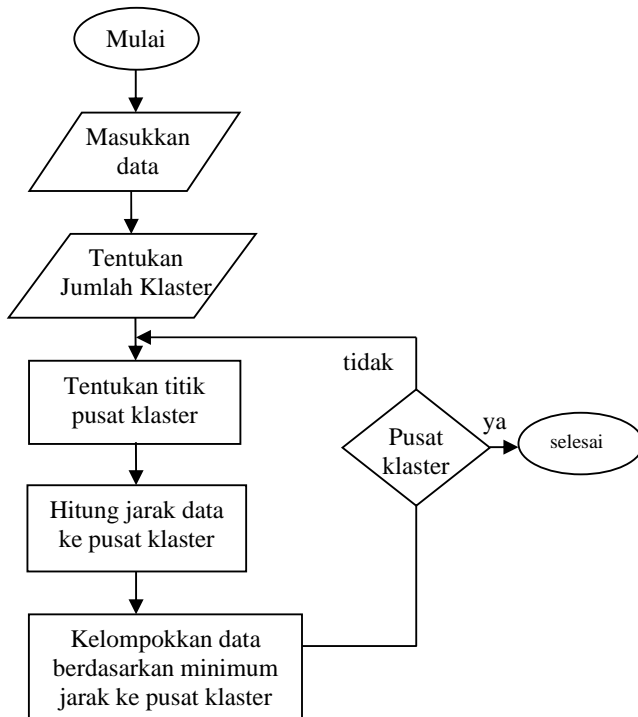 Mulai
Masukkan
data
Tentukan
Jumlah Klaster
Tentukan titik
pusat klaster
Hitung jarak data
ke pusat klaster
Kelompokkan data
berdasarkan minimum
jarak ke pusat klaster
tidak
Pusat
klaster
ya
selesai